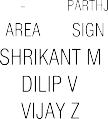 - PARTHJ
AREA SIGN
SHRIKANT M
DILIP V
VIJAY Z